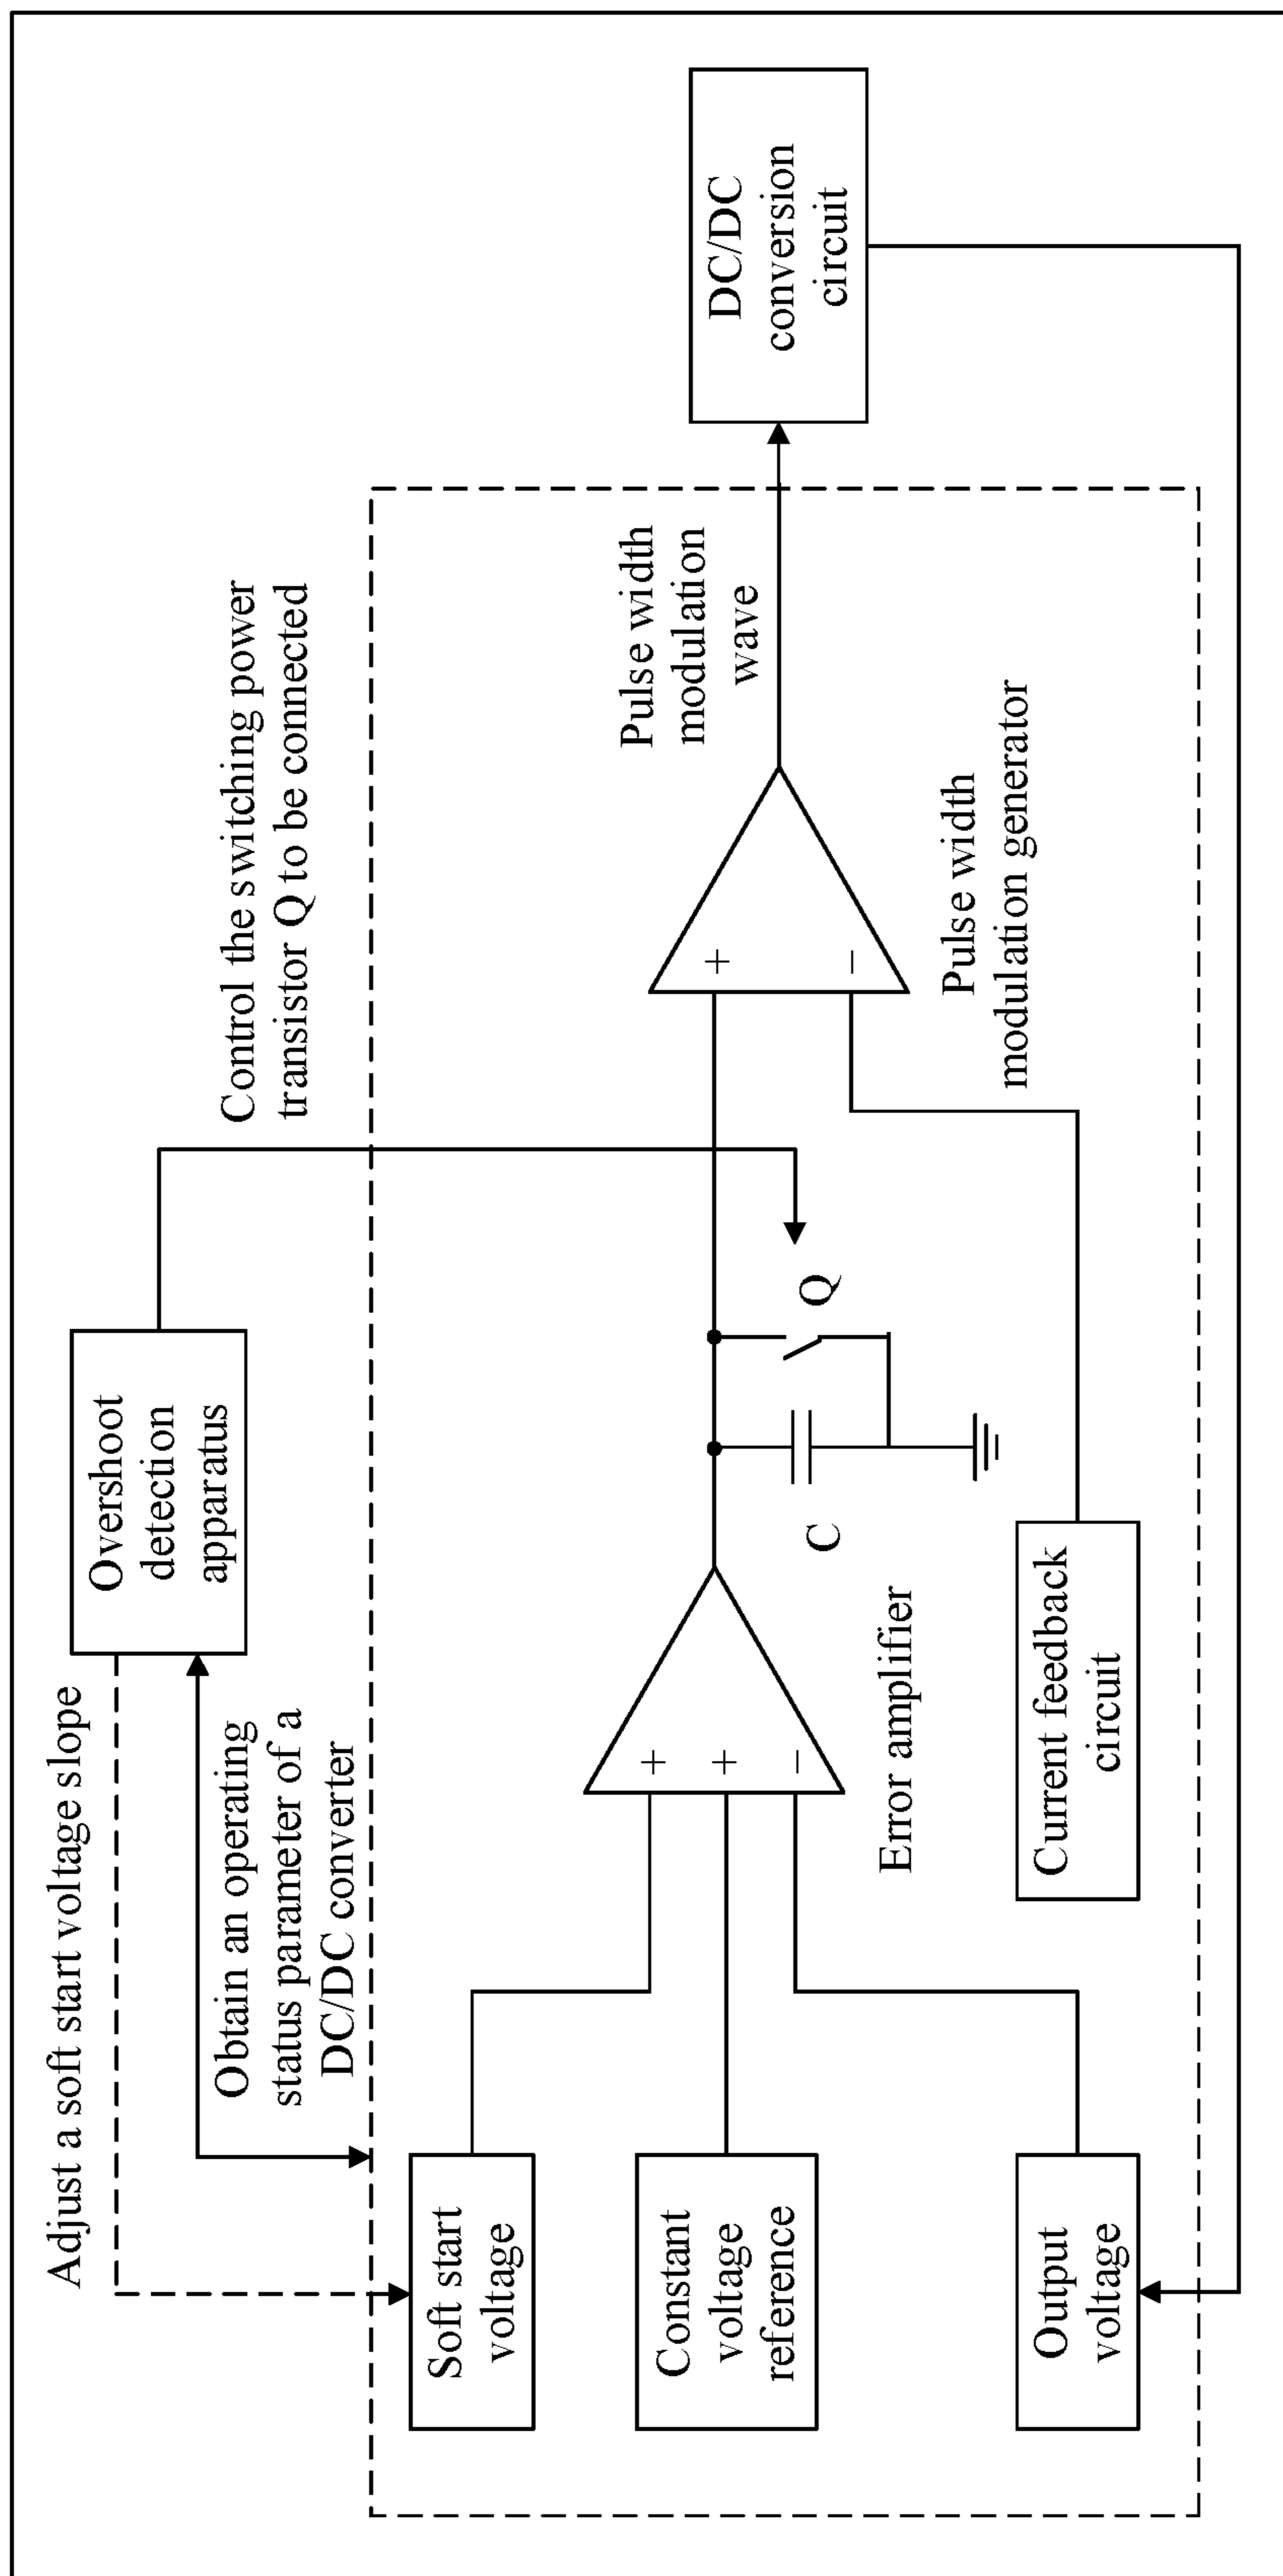 Adjust a soft start voltage slope
Overshoot
detection
apparatus
Obtain an operating
status parameter of a
DC/DC converter
Control the switching power
transistor Q to be connected
Soft start
voltage
Constant
voltage
reference
Output
voltage
+
+
−
Error amplifier
C
Q
Current feedback
circuit
+
−
Pulse width
modulation generator
Pulse width
modulation
wave
DC/DC
conversion
circuit